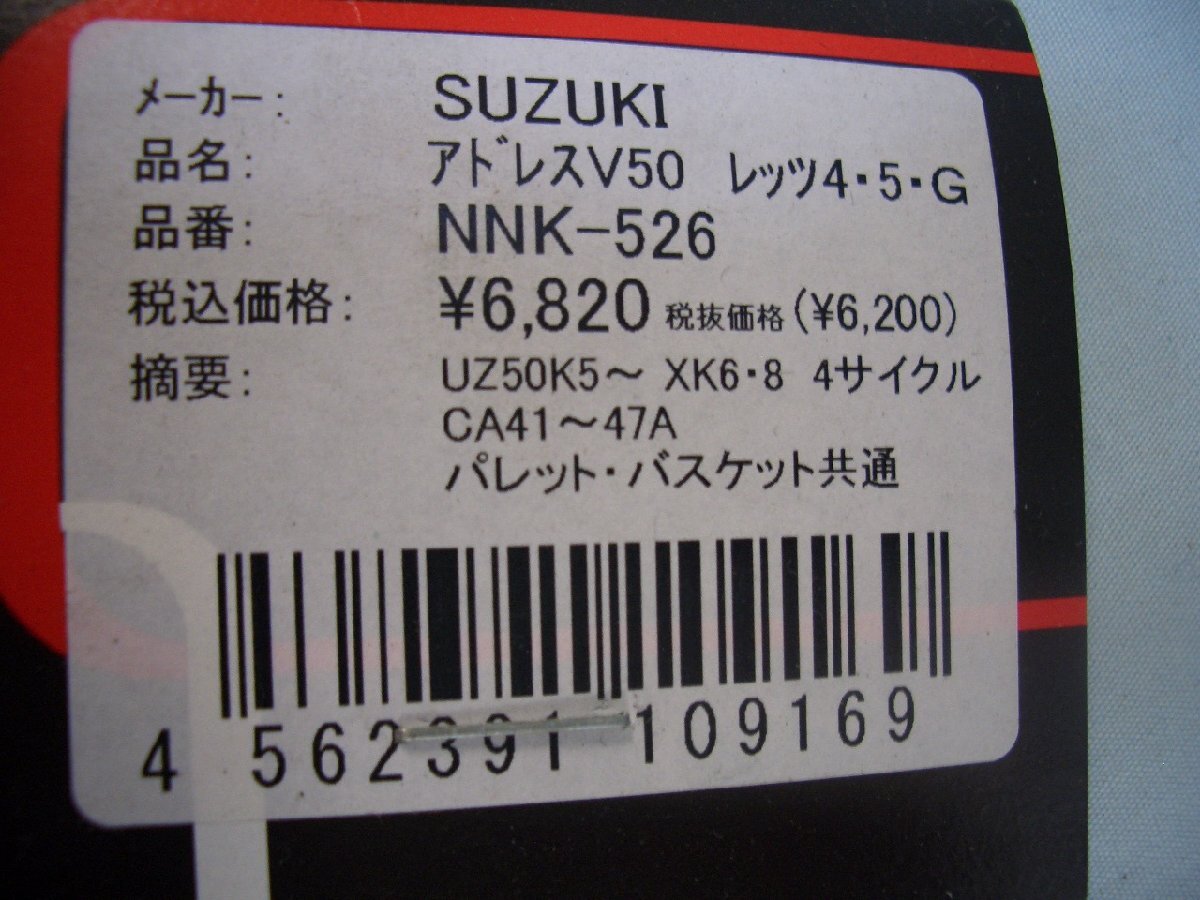 メーカー: SUZUKI
品名: アドレスV50 レッツ4・5・G
品番: NNK-526
税込価格: ¥6,820 税抜価格(¥6,200)
摘要: UZ50K5～ XK6・8 4サイクル
CA41～47A
パレット・バスケット共通
4 562391 109169